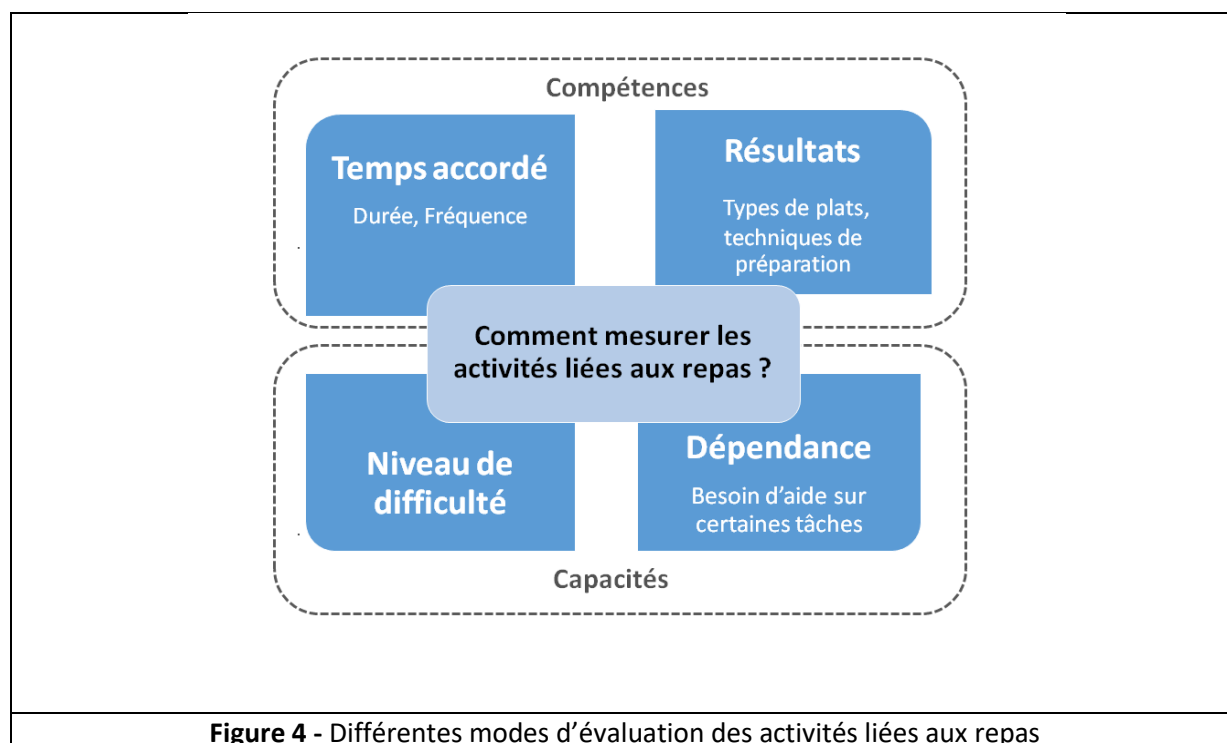 Compétences
Temps accordé
Durée, Fréquence
Résultats
Types de plats,
techniques de
préparation
Comment mesurer les
activités liées aux repas ?
Niveau de
difficulté
Dépendance
Besoin d'aide sur
certaines tâches
Capacités
Figure 4 - Différentes modes d'évaluation des activités liées aux repas